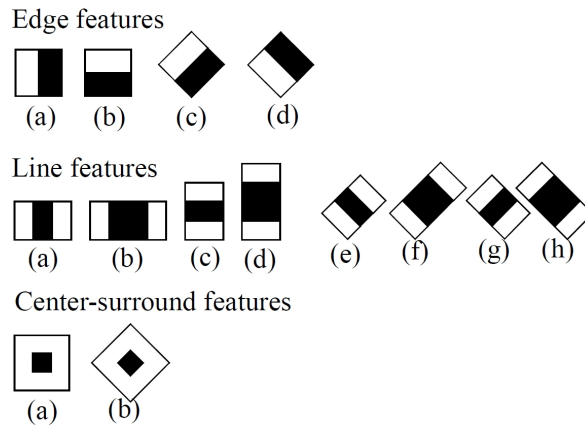 Edge features
(a) (b) (c) (d)
Line features
(a) (b) (c) (d) (e) (f) (g) (h)
Center-surround features
(a) (b)